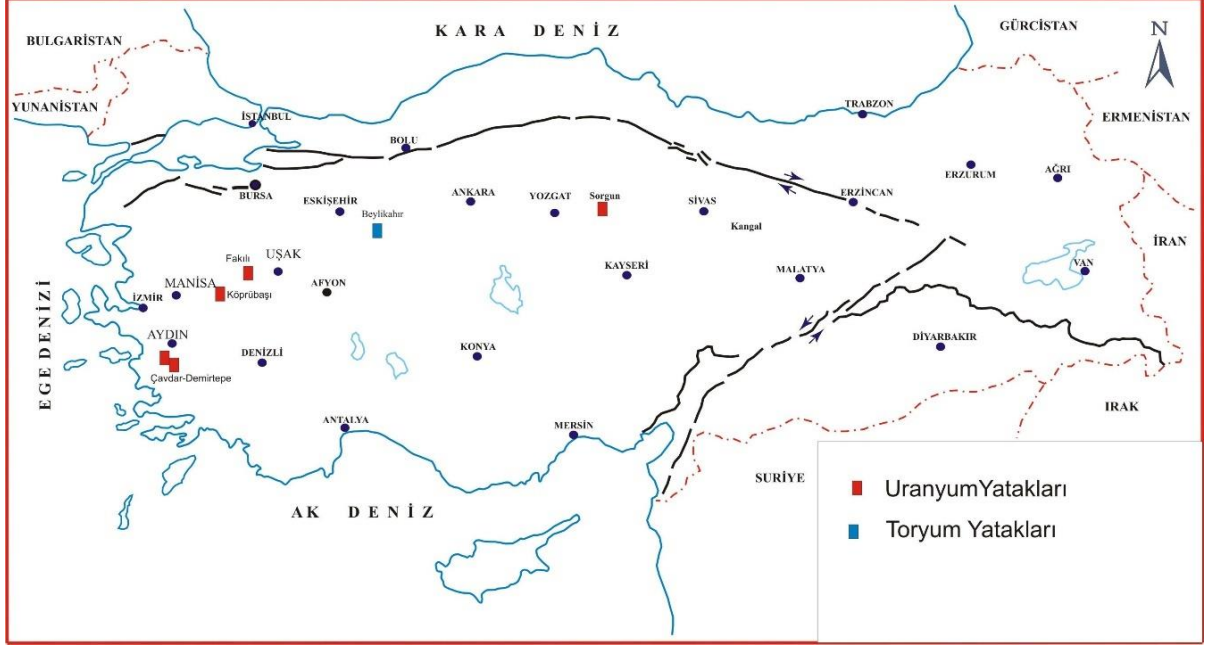 KARA DENİZ
GÜRCİSTAN
N
BULGARİSTAN
YUNANİSTAN
İSTANBUL
TRABZON
ERMENİSTAN
BOLU
ERZURUM
AĞRI
BURSA
ESKİŞEHİR
ANKARA
YOZGAT
Sorgun
SİVAS
ERZİNCAN
Beylikahır
Kangal
İRAN
Fakılı
UŞAK
KAYSERİ
MALATYA
VAN
MANİSA
Köprübaşı
AFYON
İZMİR
EGE DENİZİ
AYDIN
DENİZLİ
KONYA
DİYARBAKIR
Çavdar-Demirtepe
IRAK
ANTALYA
MERSİN
SURİYE
AK DENİZ
UranyumYatakları
Toryum Yatakları